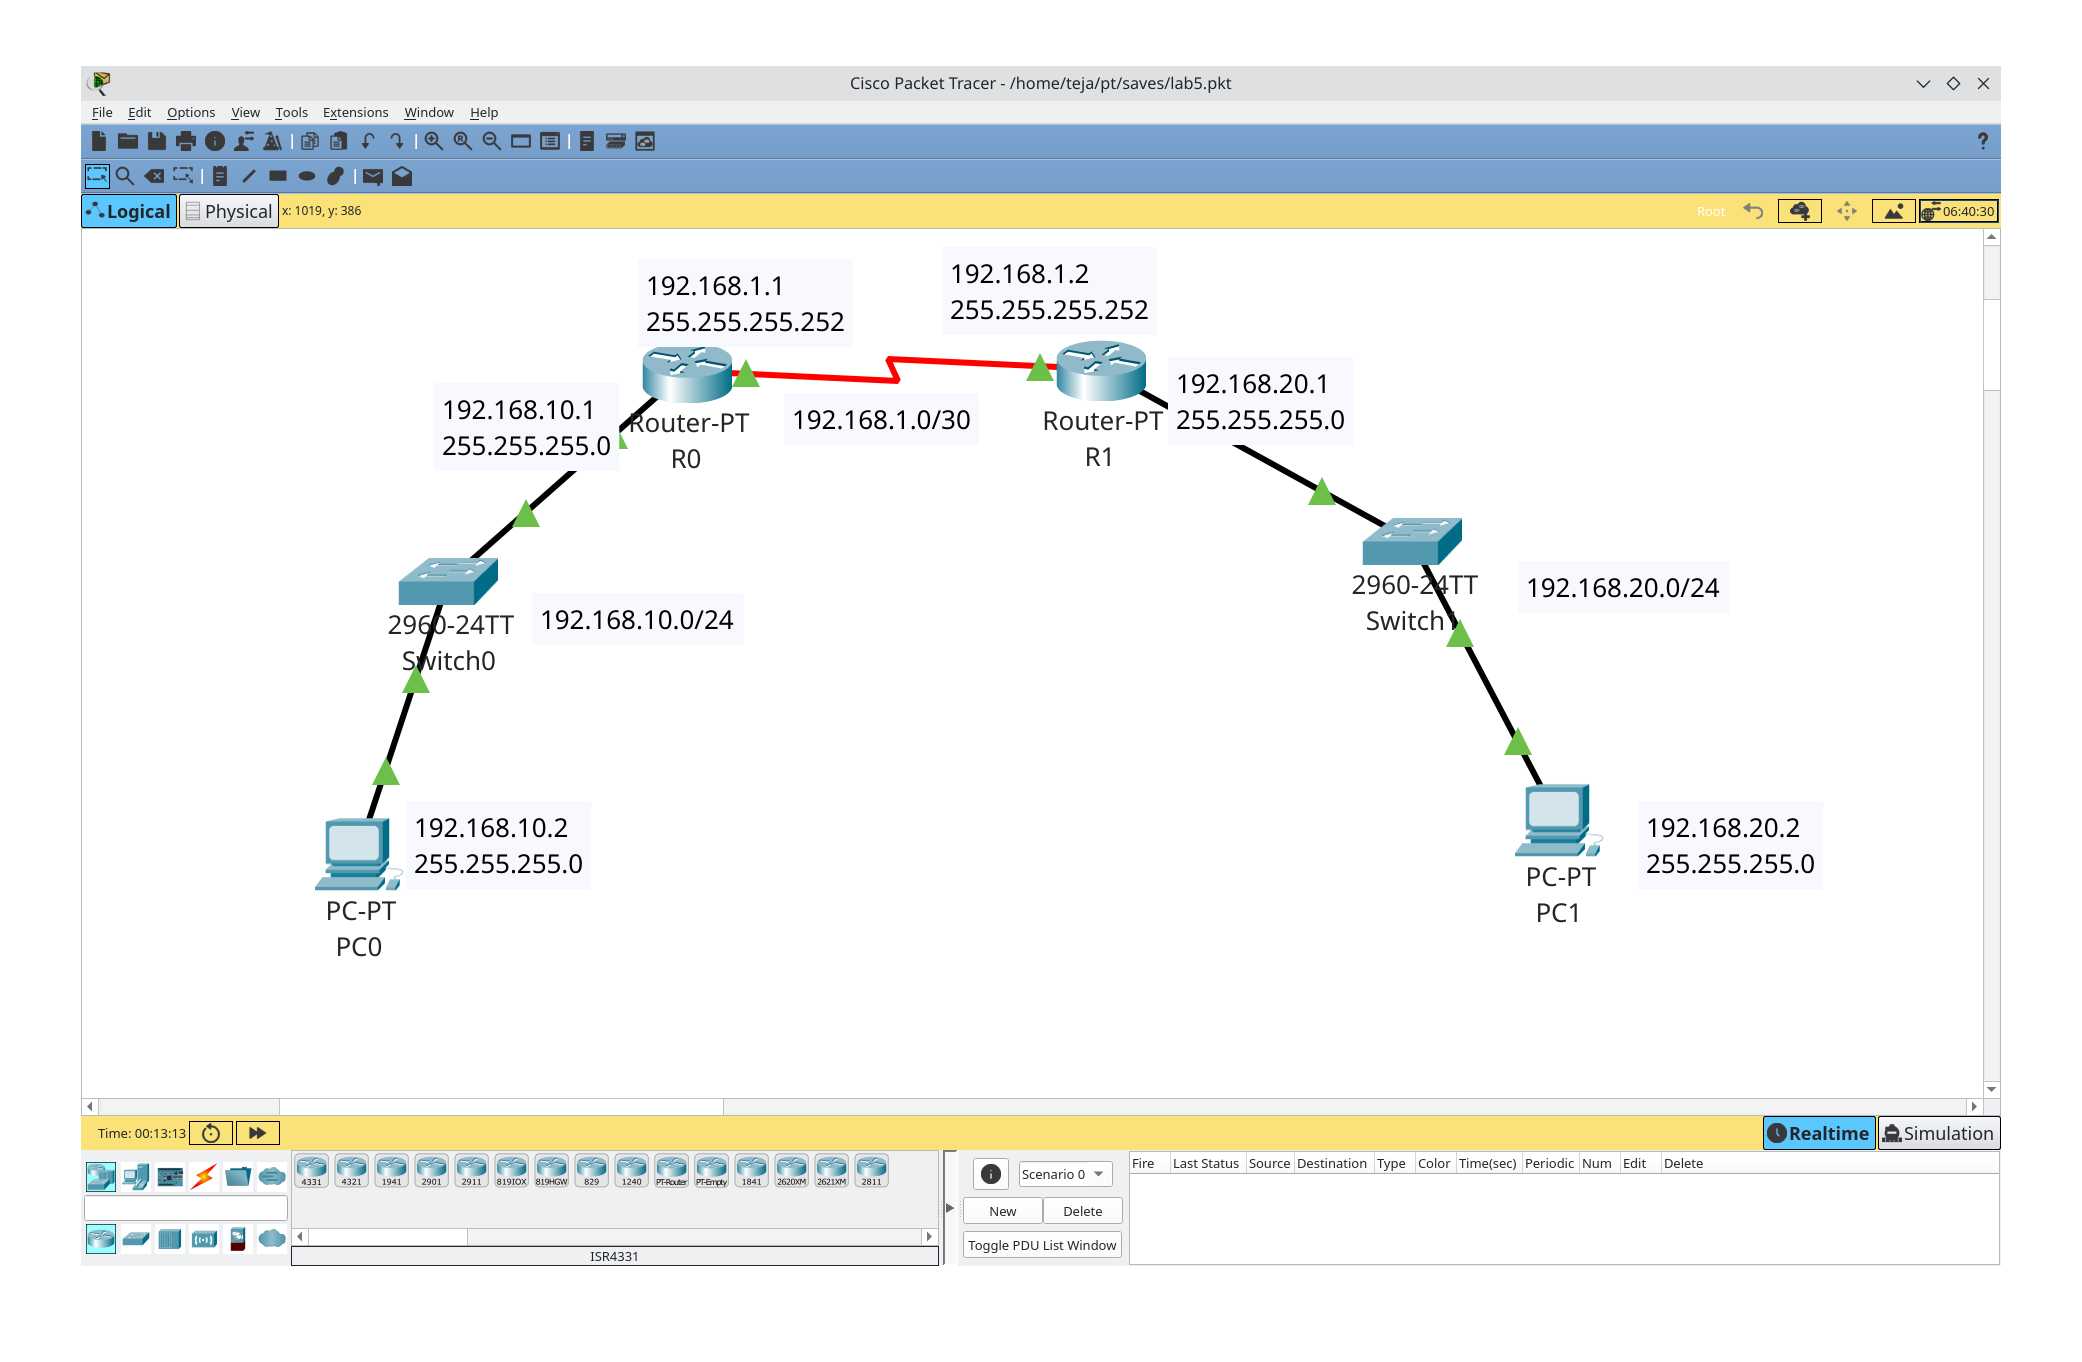 Cisco Packet Tracer - /home/teja/pt/saves/lab5.pkt
File Edit Options View Tools Extensions Window Help
?
Logical Physical x: 1019, y: 386 Root 06:40:30
192.168.1.1
255.255.255.252
192.168.1.2
255.255.255.252
192.168.10.1
255.255.255.0
Router-PT
R0
192.168.1.0/30
Router-PT
R1
192.168.20.1
255.255.255.0
2960-24TT
Switch0
192.168.10.0/24
2960-24TT
Switch1
192.168.20.0/24
192.168.10.2
255.255.255.0
PC-PT
PC0
PC-PT
PC1
192.168.20.2
255.255.255.0
Time: 00:13:13 Realtime Simulation
4331 4321 1941 2901 2911 819IOX 819HGW 829 1240 PT-Router PT-Empty 1841 2620XM 2621XM 2811
ISR4331
Scenario 0
New Delete
Toggle PDU List Window
Fire Last Status Source Destination Type Color Time(sec) Periodic Num Edit Delete